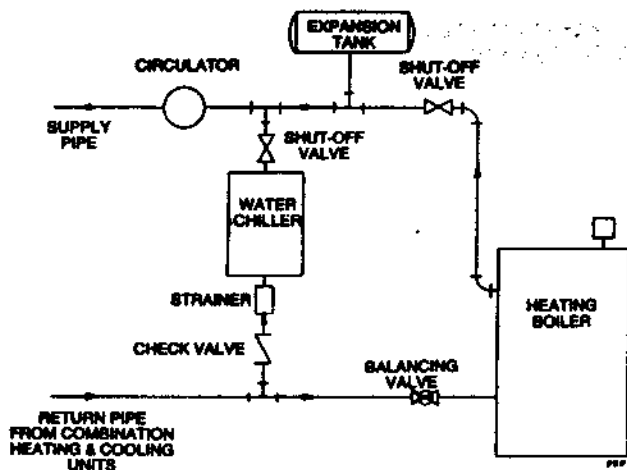 EXPANSION
TANK
CIRCULATOR
SHUT-OFF
VALVE
SUPPLY
PIPE
SHUT-OFF
VALVE
WATER
CHILLER
STRAINER
HEATING
BOILER
CHECK VALVE
BALANCING
VALVE
RETURN PIPE
FROM COMBINATION
HEATING & COOLING
UNITS